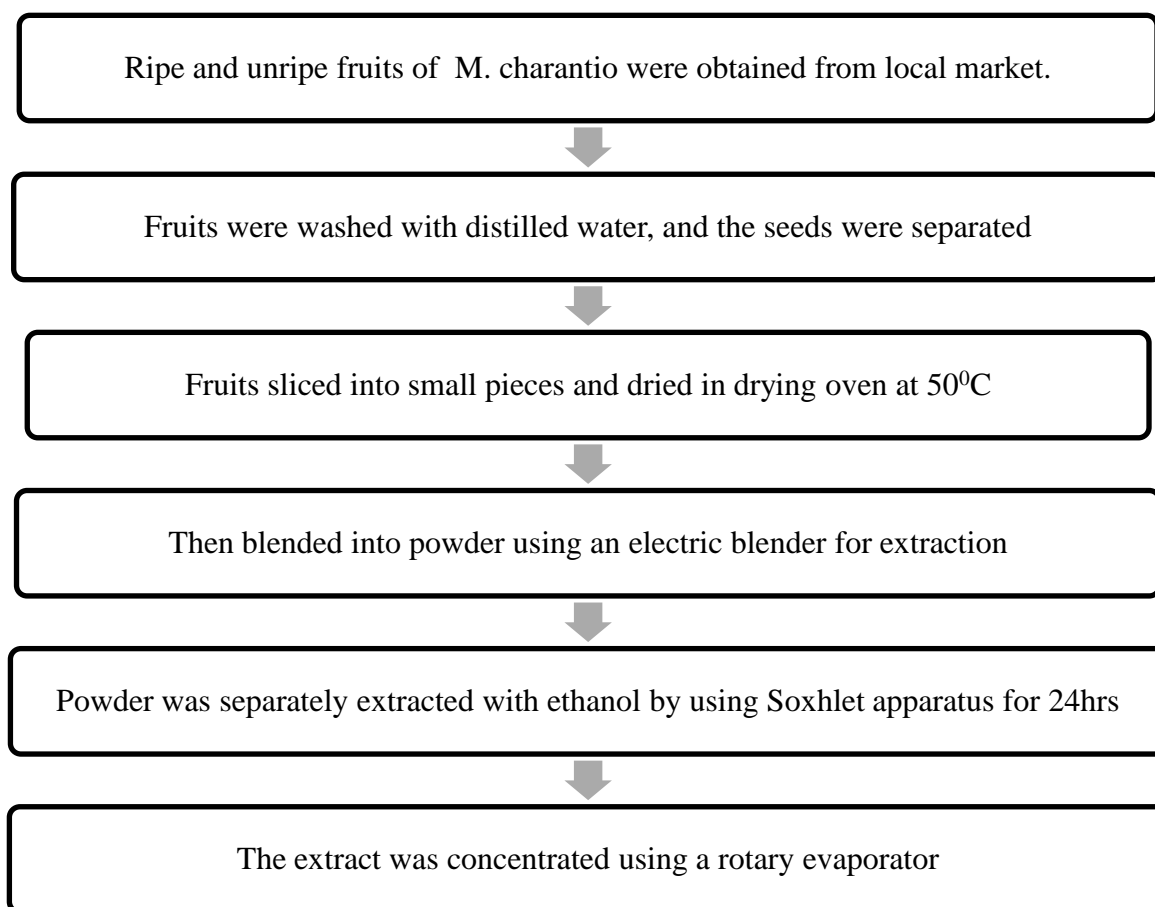 Ripe and unripe fruits of M. charantio were obtained from local market.
Fruits were washed with distilled water, and the seeds were separated
Fruits sliced into small pieces and dried in drying oven at 50⁰C
Then blended into powder using an electric blender for extraction
Powder was separately extracted with ethanol by using Soxhlet apparatus for 24hrs
The extract was concentrated using a rotary evaporator